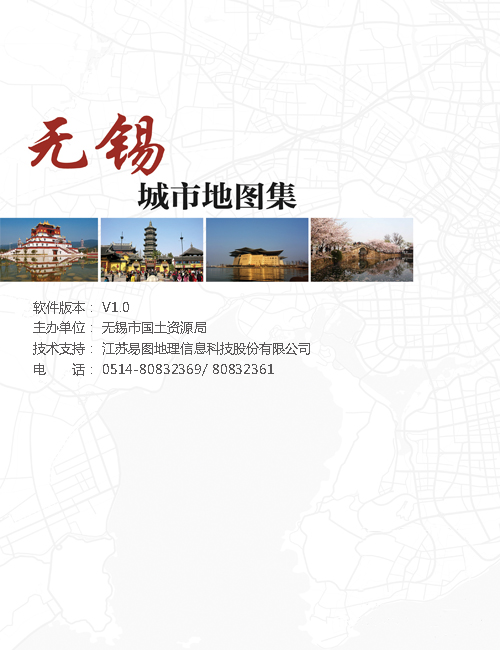 无锡
城市地图集
软件版本： V1.0
主办单位： 无锡市国土资源局
技术支持： 江苏易图地理信息科技股份有限公司
电　　话： 0514-80832369/ 80832361